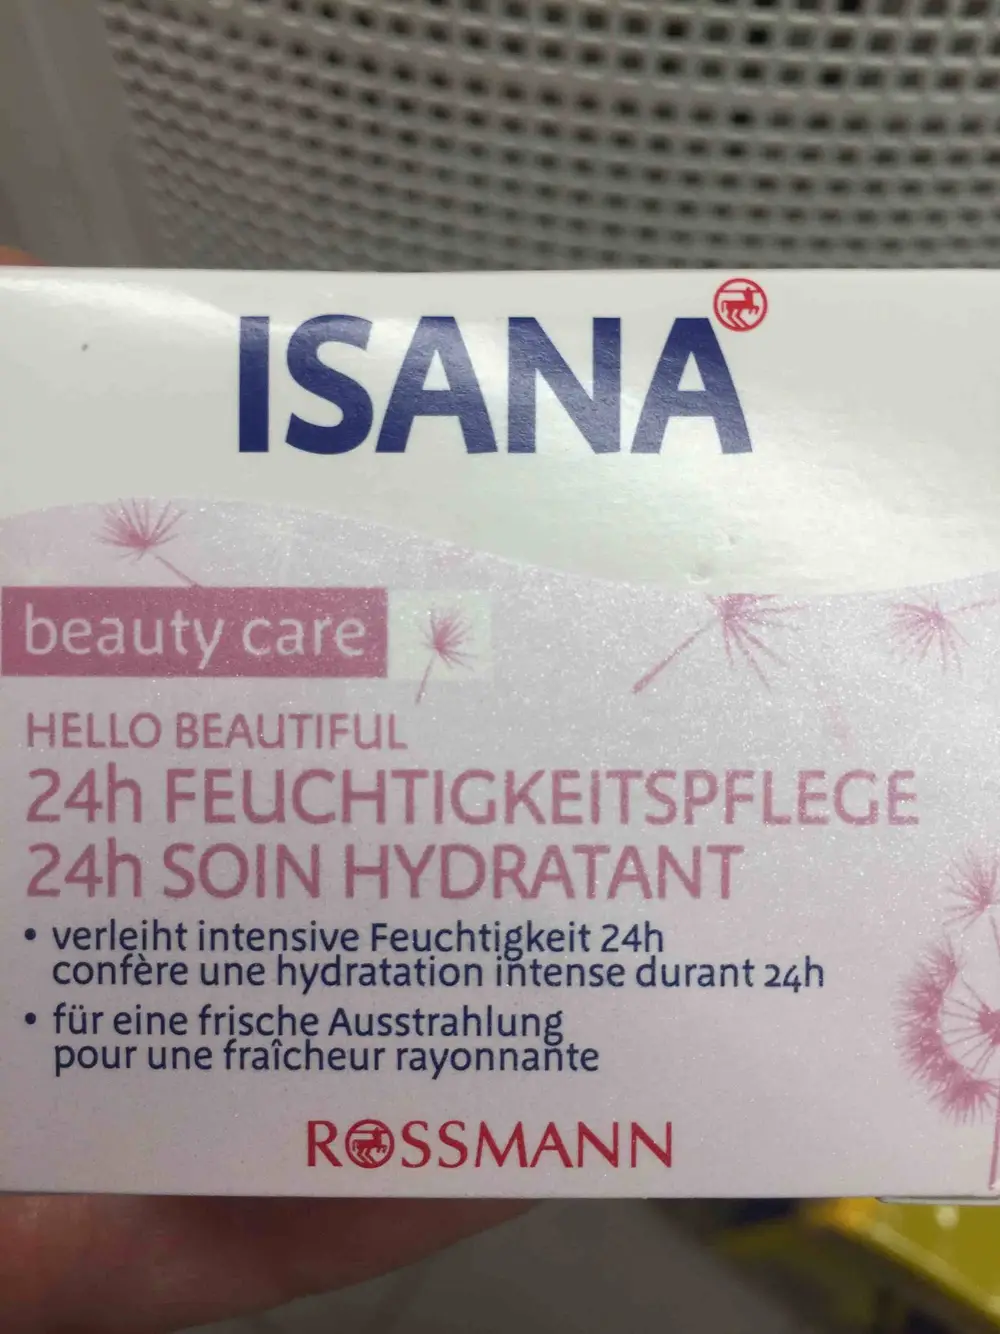 ISANA
beauty care
HELLO BEAUTIFUL
24h FEUCHTIGKEITSPFLEGE
24h SOIN HYDRATANT
• verleiht intensive Feuchtigkeit 24h
confère une hydratation intense durant 24h
• für eine frische Ausstrahlung
pour une fraîcheur rayonnante
ROSSMANN